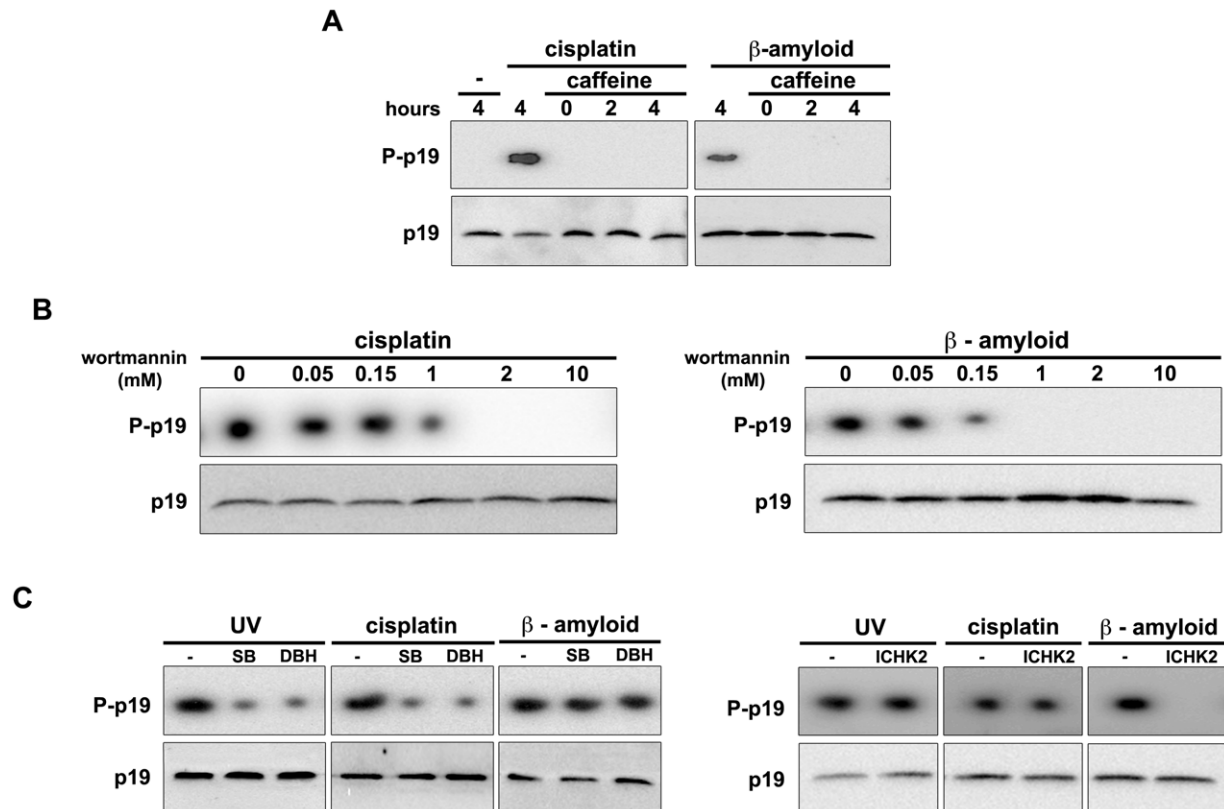 A
cisplatin β-amyloid
- caffeine caffeine
hours 4 4 0 2 4 4 0 2 4
P-p19
p19
B
cisplatin β - amyloid
wortmannin (mM) 0 0.05 0.15 1 2 10 wortmannin (mM) 0 0.05 0.15 1 2 10
P-p19 P-p19
p19 p19
C
UV cisplatin β - amyloid UV cisplatin β - amyloid
- SB DBH - SB DBH - SB DBH - ICHK2 - ICHK2 - ICHK2
P-p19 P-p19
p19 p19